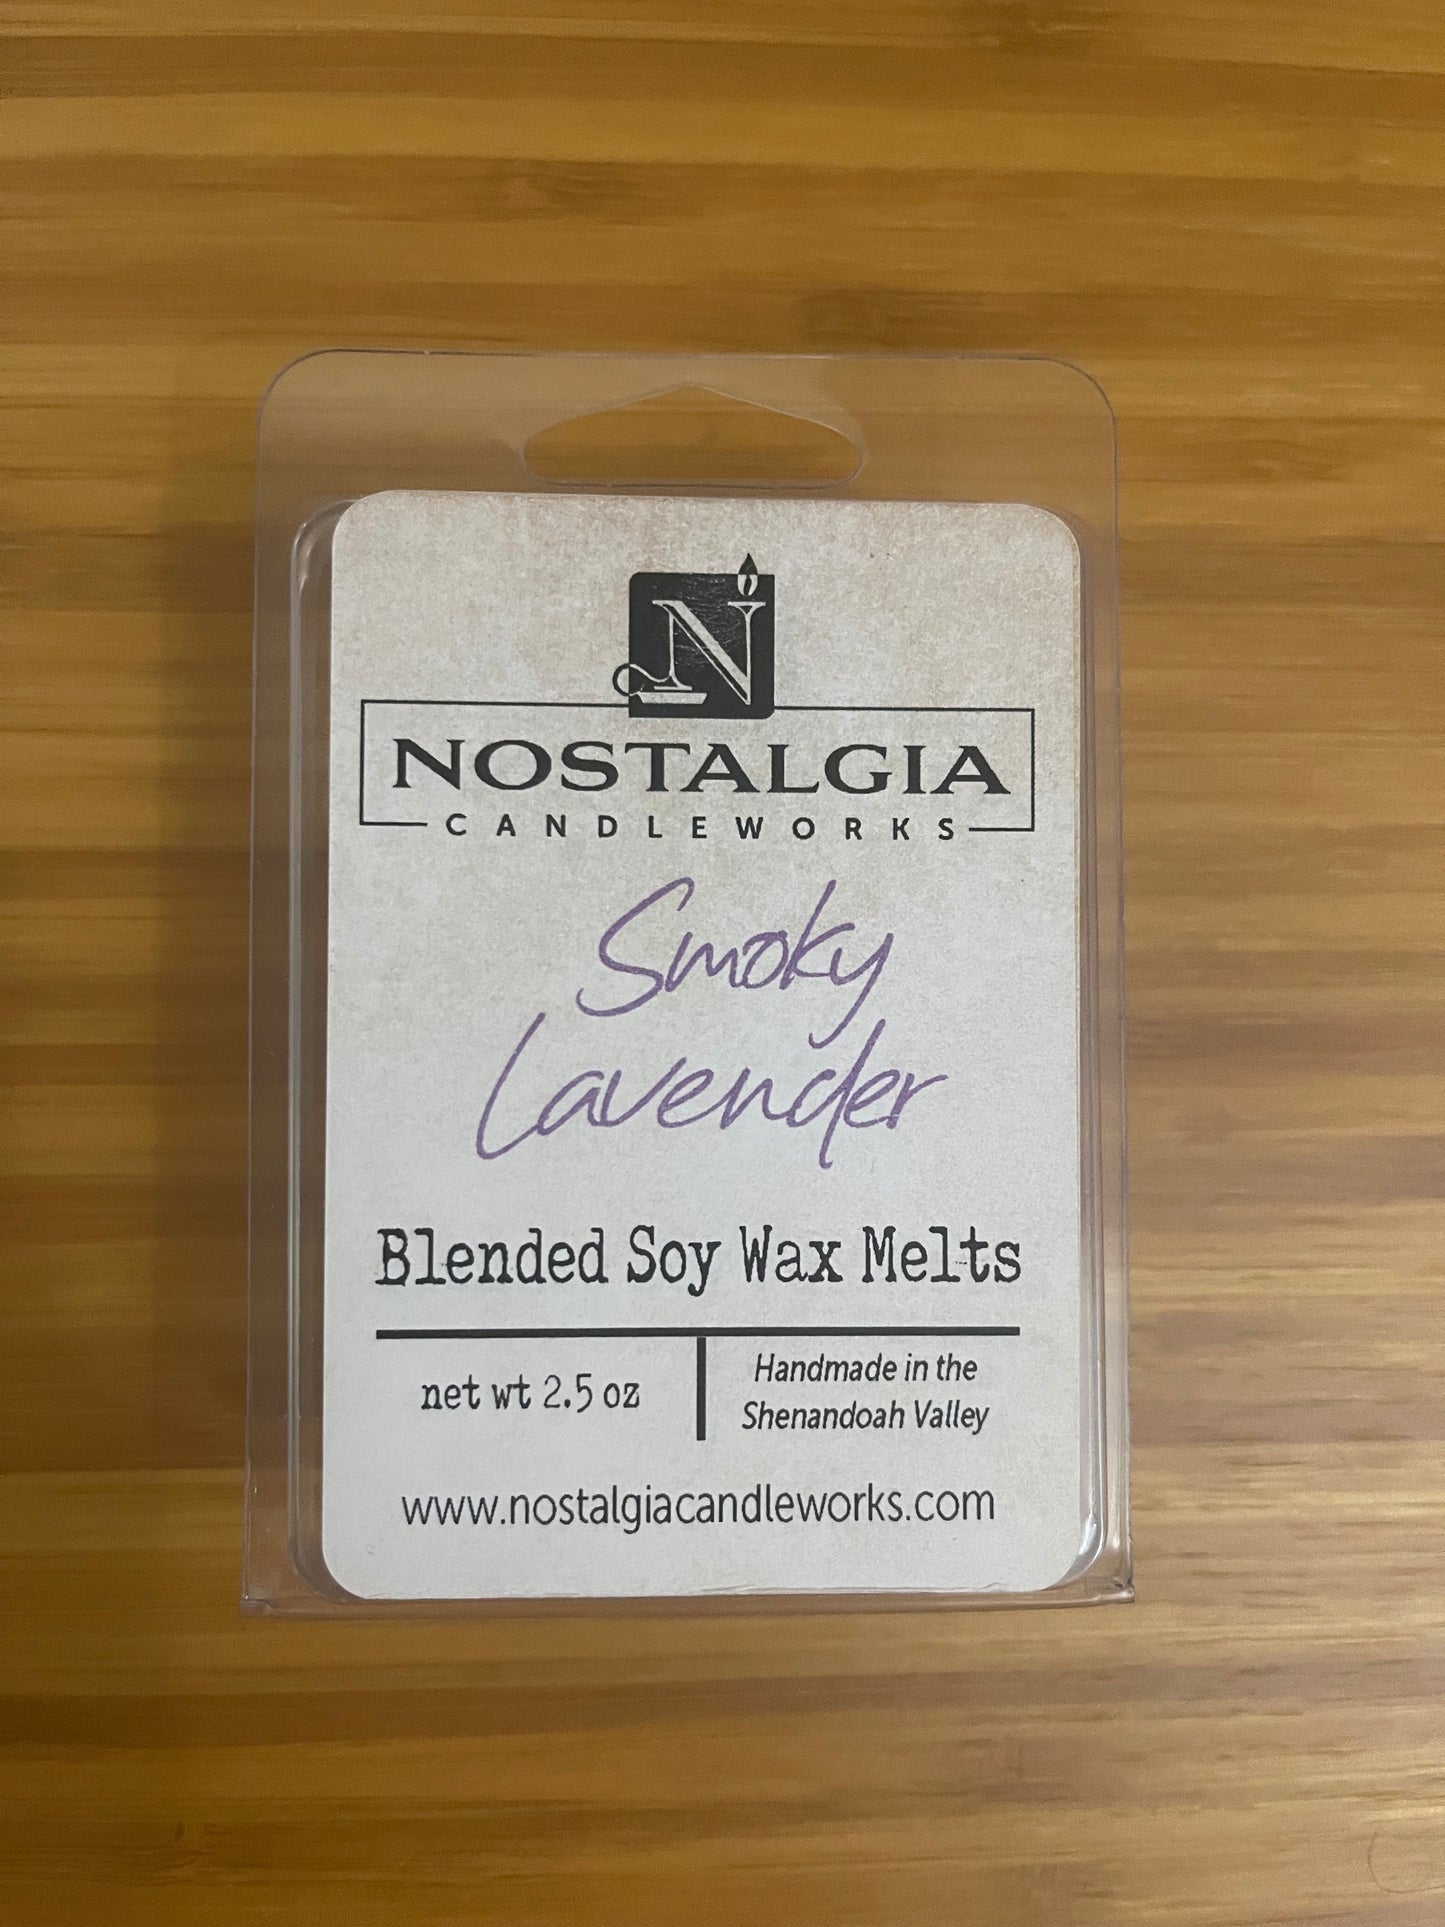 N
NOSTALGIA
CANDLEWORKS
Smoky
Lavender
Blended Soy Wax Melts
net wt 2.5 oz
Handmade in the
Shenandoah Valley
www.nostalgiacandleworks.com